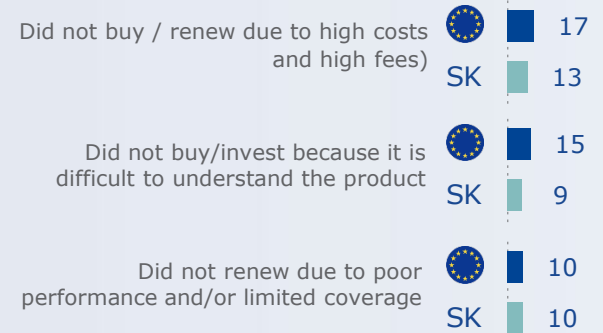 Did not buy / renew due to high costs
and high fees)
17
SK 13
Did not buy/invest because it is
difficult to understand the product
15
SK 9
Did not renew due to poor
performance and/or limited coverage
10
SK 10